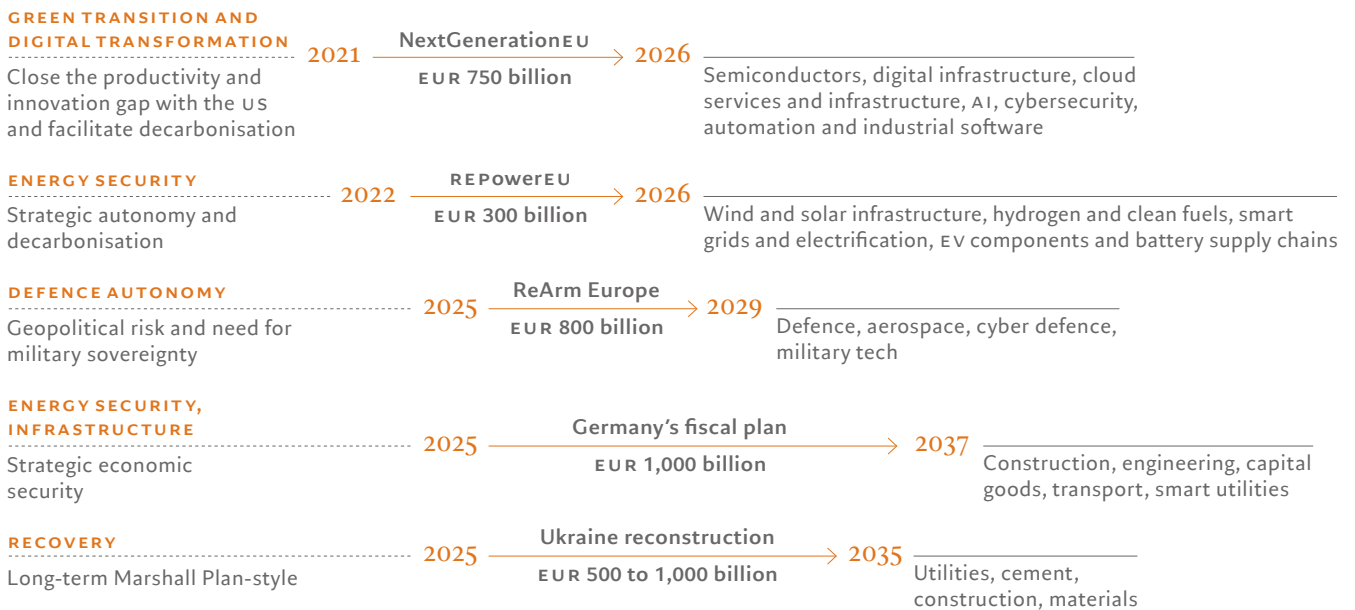 GREEN TRANSITION AND
DIGITAL TRANSFORMATION
Close the productivity and
innovation gap with the US
and facilitate decarbonisation
2021
NextGenerationEU
EUR 750 billion
2026
Semiconductors, digital infrastructure, cloud
services and infrastructure, AI, cybersecurity,
automation and industrial software
ENERGY SECURITY
Strategic autonomy and
decarbonisation
2022
REPowerEU
EUR 300 billion
2026
Wind and solar infrastructure, hydrogen and clean fuels, smart
grids and electrification, EV components and battery supply chains
DEFENCE AUTONOMY
Geopolitical risk and need for
military sovereignty
2025
ReArm Europe
EUR 800 billion
2029
Defence, aerospace, cyber defence,
military tech
ENERGY SECURITY,
INFRASTRUCTURE
Strategic economic
security
2025
Germany’s fiscal plan
EUR 1,000 billion
2037
Construction, engineering, capital
goods, transport, smart utilities
RECOVERY
Long-term Marshall Plan-style
2025
Ukraine reconstruction
EUR 500 to 1,000 billion
2035
Utilities, cement,
construction, materials